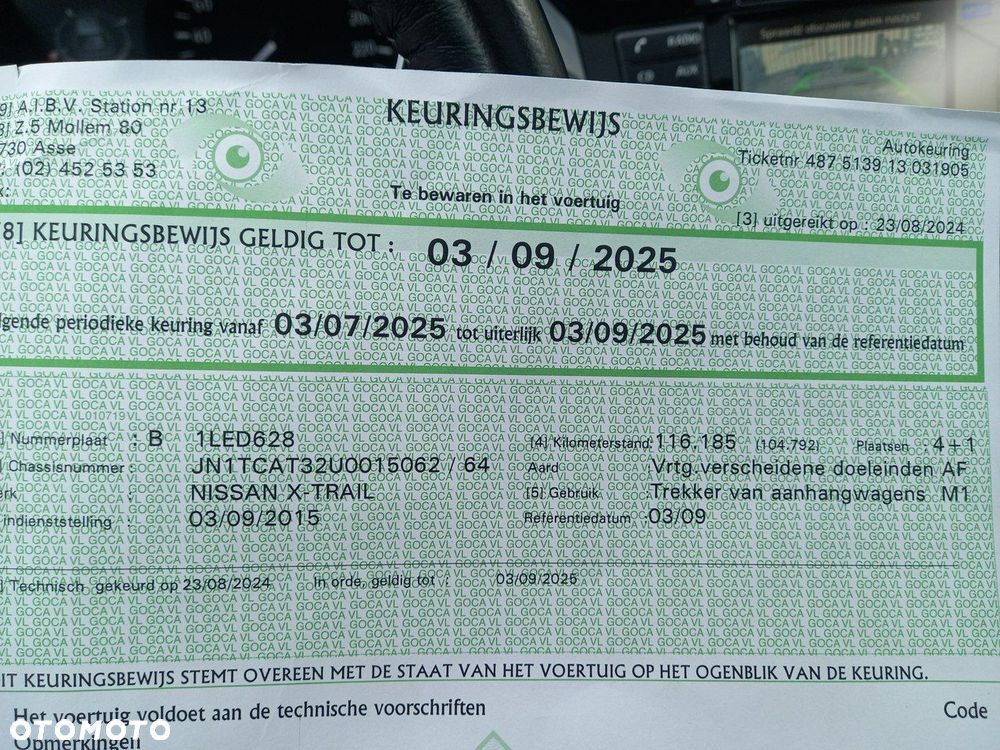 9] A.I.B.V. Station nr.13
Z.5 Mollem 80
730 Asse
: (02) 452 53 53
KEURINGSBEWIJS
Te bewaren in het voertuig
Autokeuring
Ticketnr 487 5139 13 031905
[3] uitgereikt op : 23/08/2024
[8] KEURINGSBEWIJS GELDIG TOT : 03 / 09 / 2025
lgende periodieke keuring vanaf 03/07/2025 tot uiterlijk 03/09/2025 met behoud van de referentiedatum
VL010719VL
] Nummerplaat : B 1LED628
] Chassisnummer : JN1TCAT32U0015062 / 64
erk : NISSAN X-TRAIL
indienststelling : 03/09/2015
[4] Kilometerstand: 116.185 (104.792) Plaatsen : 4+1
Aard : Vrtg.verscheidene doeleinden AF
[5] Gebruik : Trekker van aanhangwagens M1
Referentiedatum :03/09
] Technisch gekeurd op 23/08/2024 In orde, geldig tot : 03/09/2025
IT KEURINGSBEWIJS STEMT OVEREEN MET DE STAAT VAN HET VOERTUIG OP HET OGENBLIK VAN DE KEURING.
Het voertuig voldoet aan de technische voorschriften
Code
Opmerkingen
OTOMOTO
RADIO
CD
AUX